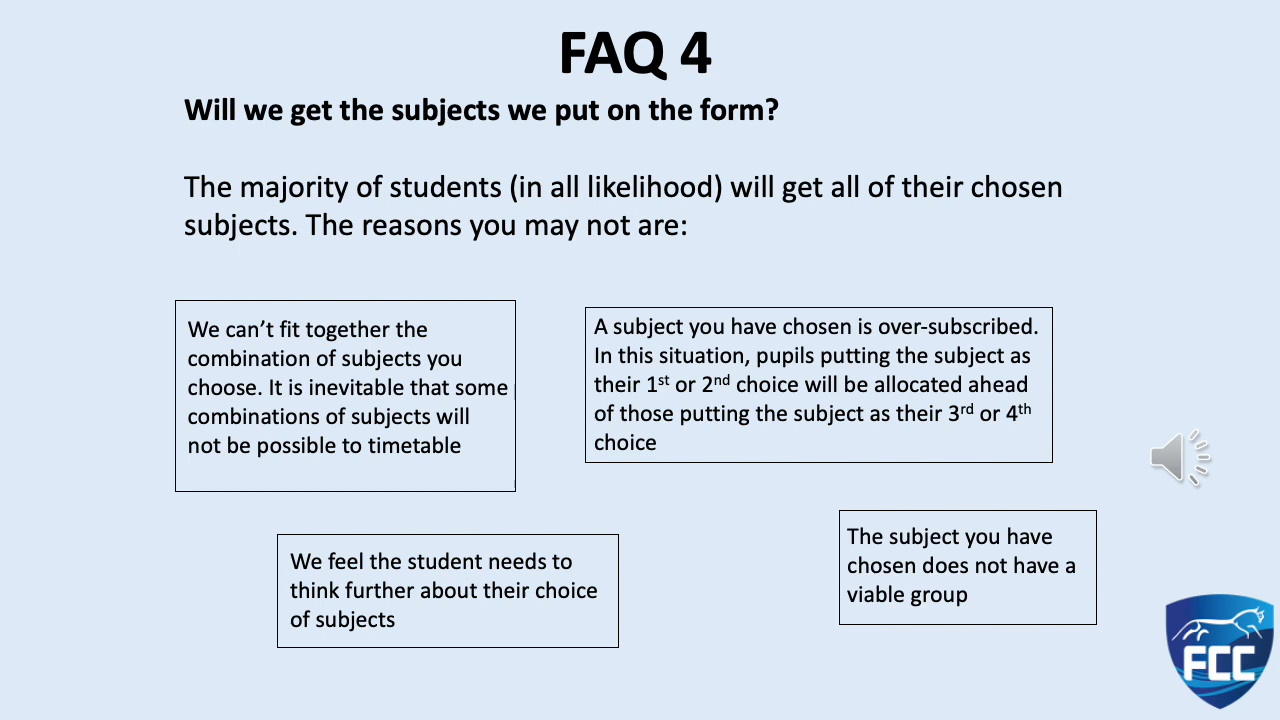 FAQ 4
Will we get the subjects we put on the form?
The majority of students (in all likelihood) will get all of their chosen
subjects. The reasons you may not are:
We can’t fit together the
combination of subjects you
choose. It is inevitable that some
combinations of subjects will
not be possible to timetable
A subject you have chosen is over-subscribed.
In this situation, pupils putting the subject as
their 1st or 2nd choice will be allocated ahead
of those putting the subject as their 3rd or 4th
choice
We feel the student needs to
think further about their choice
of subjects
The subject you have
chosen does not have a
viable group
FCC